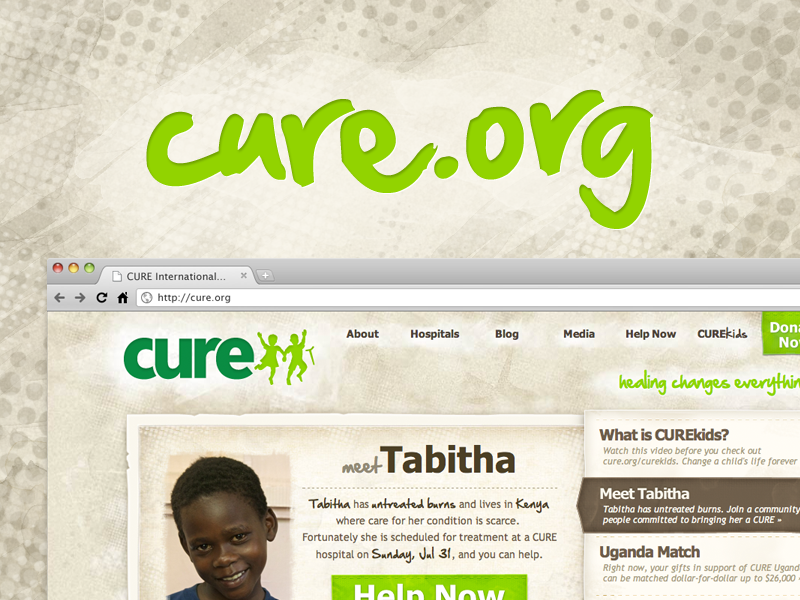 cure.org
CURE International...
http://cure.org
cure
About Hospitals Blog Media Help Now CUREkids
healing changes
What is CUREkids?
Watch this video before you check out
cure.org/curekids. Change a child's life forever
meet Tabitha
Tabitha has untreated burns and lives in Kenya
where care for her condition is scarce.
Fortunately she is scheduled for treatment at a CURE
hospital on Sunday, Jul 31, and you can help.
Help Now
Meet Tabitha
Tabitha has untreated burns. Join a community
people committed to bringing her a CURE »
Uganda Match
Right now, your gifts in support of CURE
can be matched dollar-for-dollar up to $26,000